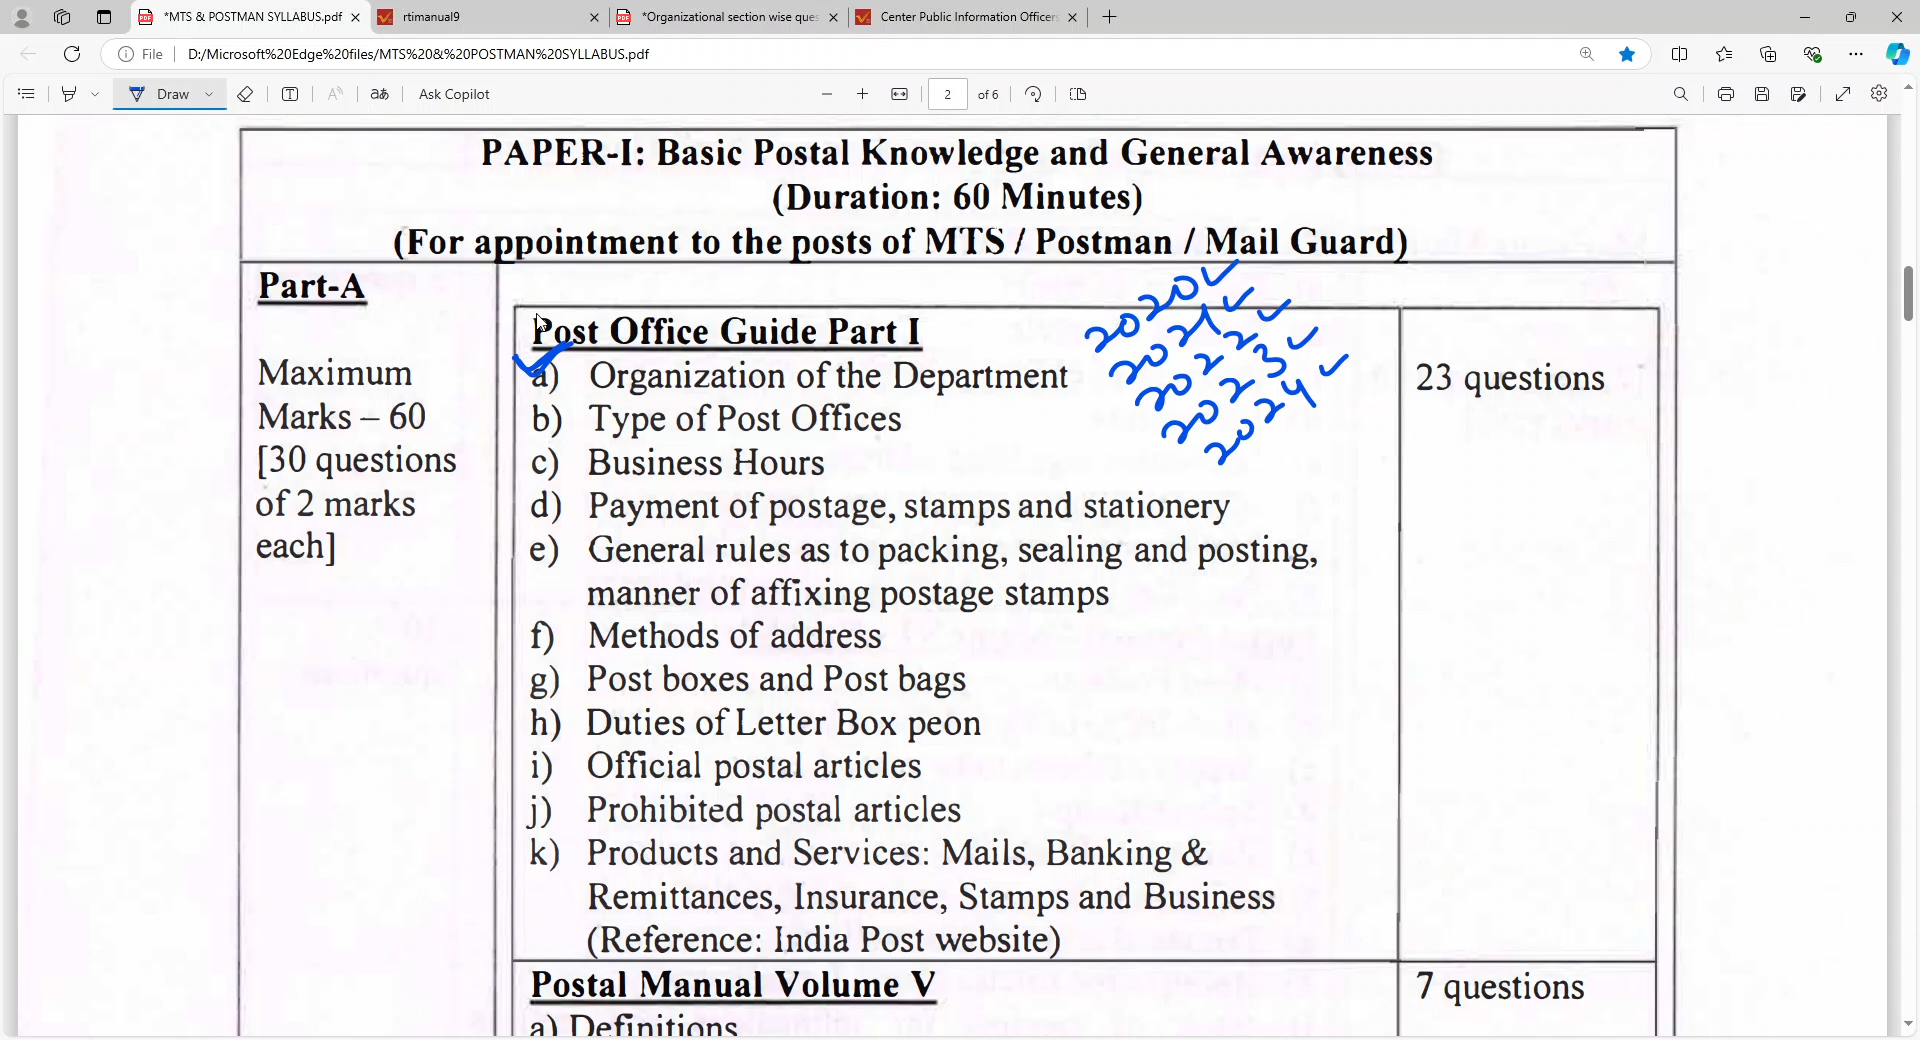 *MTS & POSTMAN SYLLABUS.pdf
rtimanual9
*Organizational section wise ques
Center Public Information Officer
File
D:/Microsoft%20Edge%20files/MTS%20&%20POSTMAN%20SYLLABUS.pdf
Draw
aあ
Ask Copilot
2
of 6
PAPER-I: Basic Postal Knowledge and General Awareness
(Duration: 60 Minutes)
(For appointment to the posts of MTS / Postman / Mail Guard)
Part-A
Maximum
Marks – 60
[30 questions
of 2 marks
each]
Post Office Guide Part I
a) Organization of the Department
b) Type of Post Offices
c) Business Hours
d) Payment of postage, stamps and stationery
e) General rules as to packing, sealing and posting,
manner of affixing postage stamps
f) Methods of address
g) Post boxes and Post bags
h) Duties of Letter Box peon
i) Official postal articles
j) Prohibited postal articles
k) Products and Services: Mails, Banking &
Remittances, Insurance, Stamps and Business
(Reference: India Post website)
2020 ✓
2021 ✓
2022 ✓
2023 ✓
2024 ✓
23 questions
Postal Manual Volume V
a) Definitions
7 questions